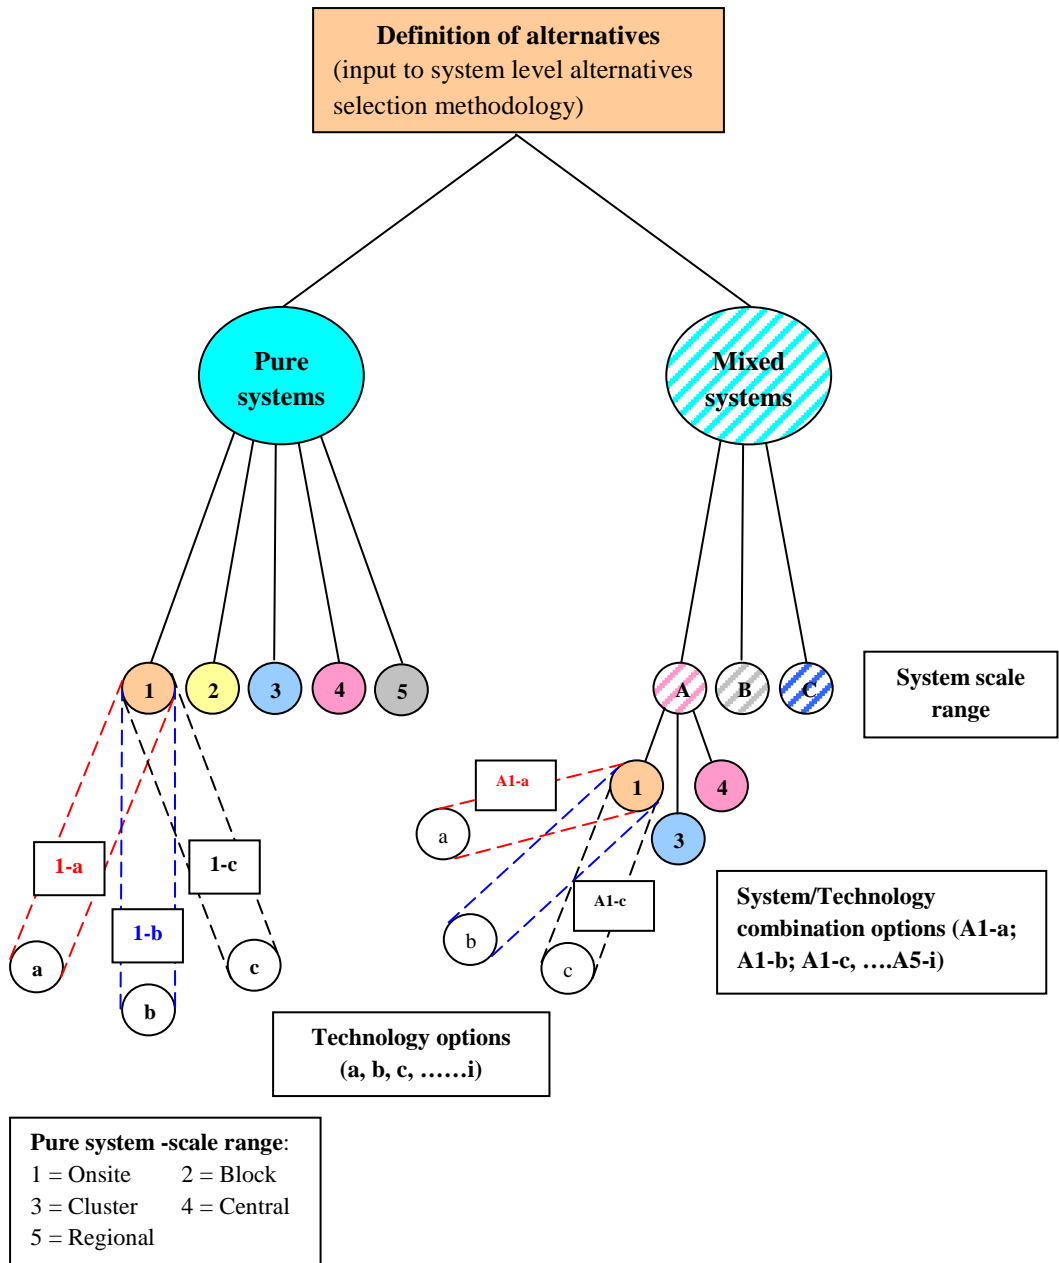 Definition of alternatives
(input to system level alternatives
selection methodology)
Pure
systems
Mixed
systems
1
2
3
4
5
A
B
C
System scale
range
1
4
3
A1-a
a
A1-c
b
c
1-a
1-c
1-b
a
c
b
System/Technology
combination options (A1-a;
A1-b; A1-c, ….A5-i)
Technology options
(a, b, c, ……i)
Pure system -scale range:
1 = Onsite 2 = Block
3 = Cluster 4 = Central
5 = Regional